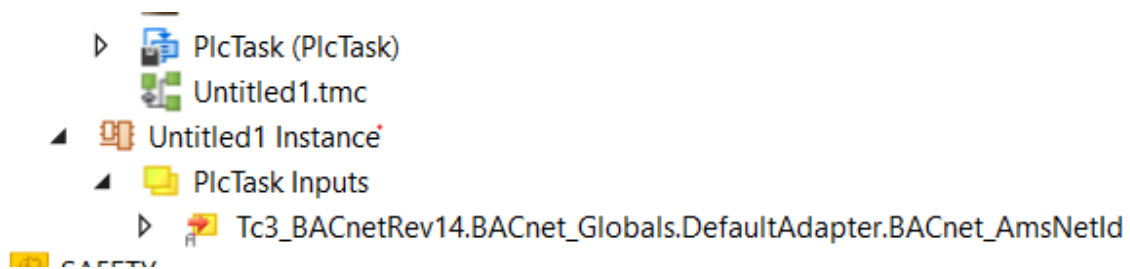 PlcTask (PlcTask)
Untitled1.tmc
Untitled1 Instance
PlcTask Inputs
Tc3_BACnetRev14.BACnet_Globals.DefaultAdapter.BACnet_AmsNetId